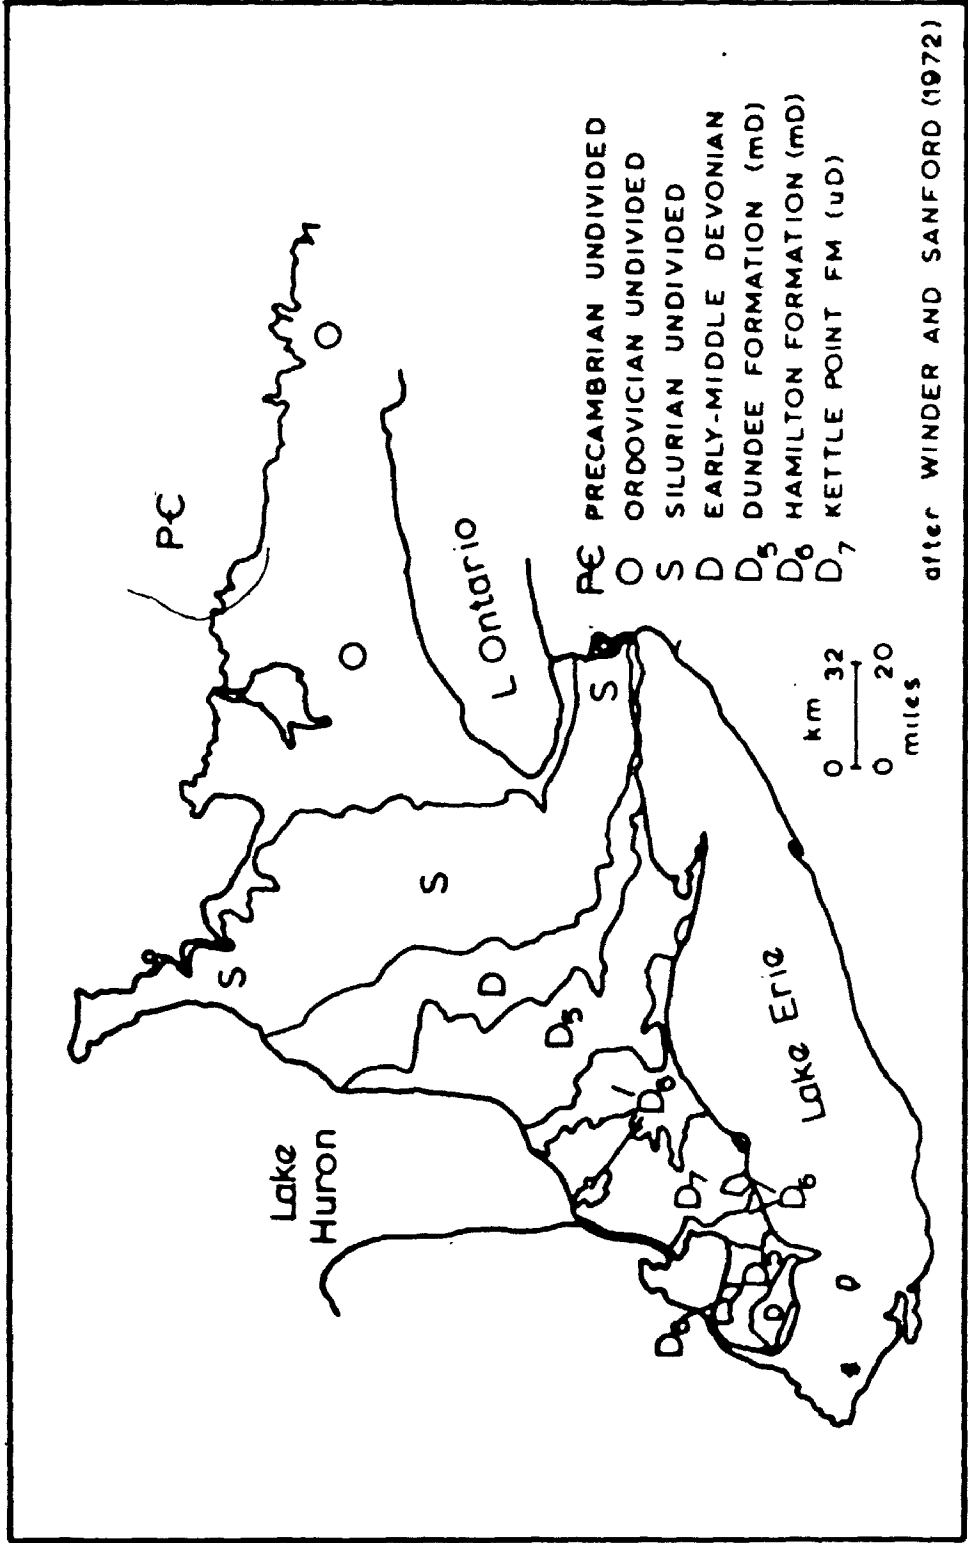 P€
O
O
S
S
S
D
D₅
D₆
D₇
D₆
D₆
D
D
Lake
Huron
L Ontario
Lake Erie
P€ PRECAMBRIAN UNDIVIDED
O ORDOVICIAN UNDIVIDED
S SILURIAN UNDIVIDED
D EARLY-MIDDLE DEVONIAN
D₅ DUNDEE FORMATION (mD)
D₆ HAMILTON FORMATION (mD)
D₇ KETTLE POINT FM (uD)
0 km 32
0 20
miles
after WINDER AND SANFORD (1972)